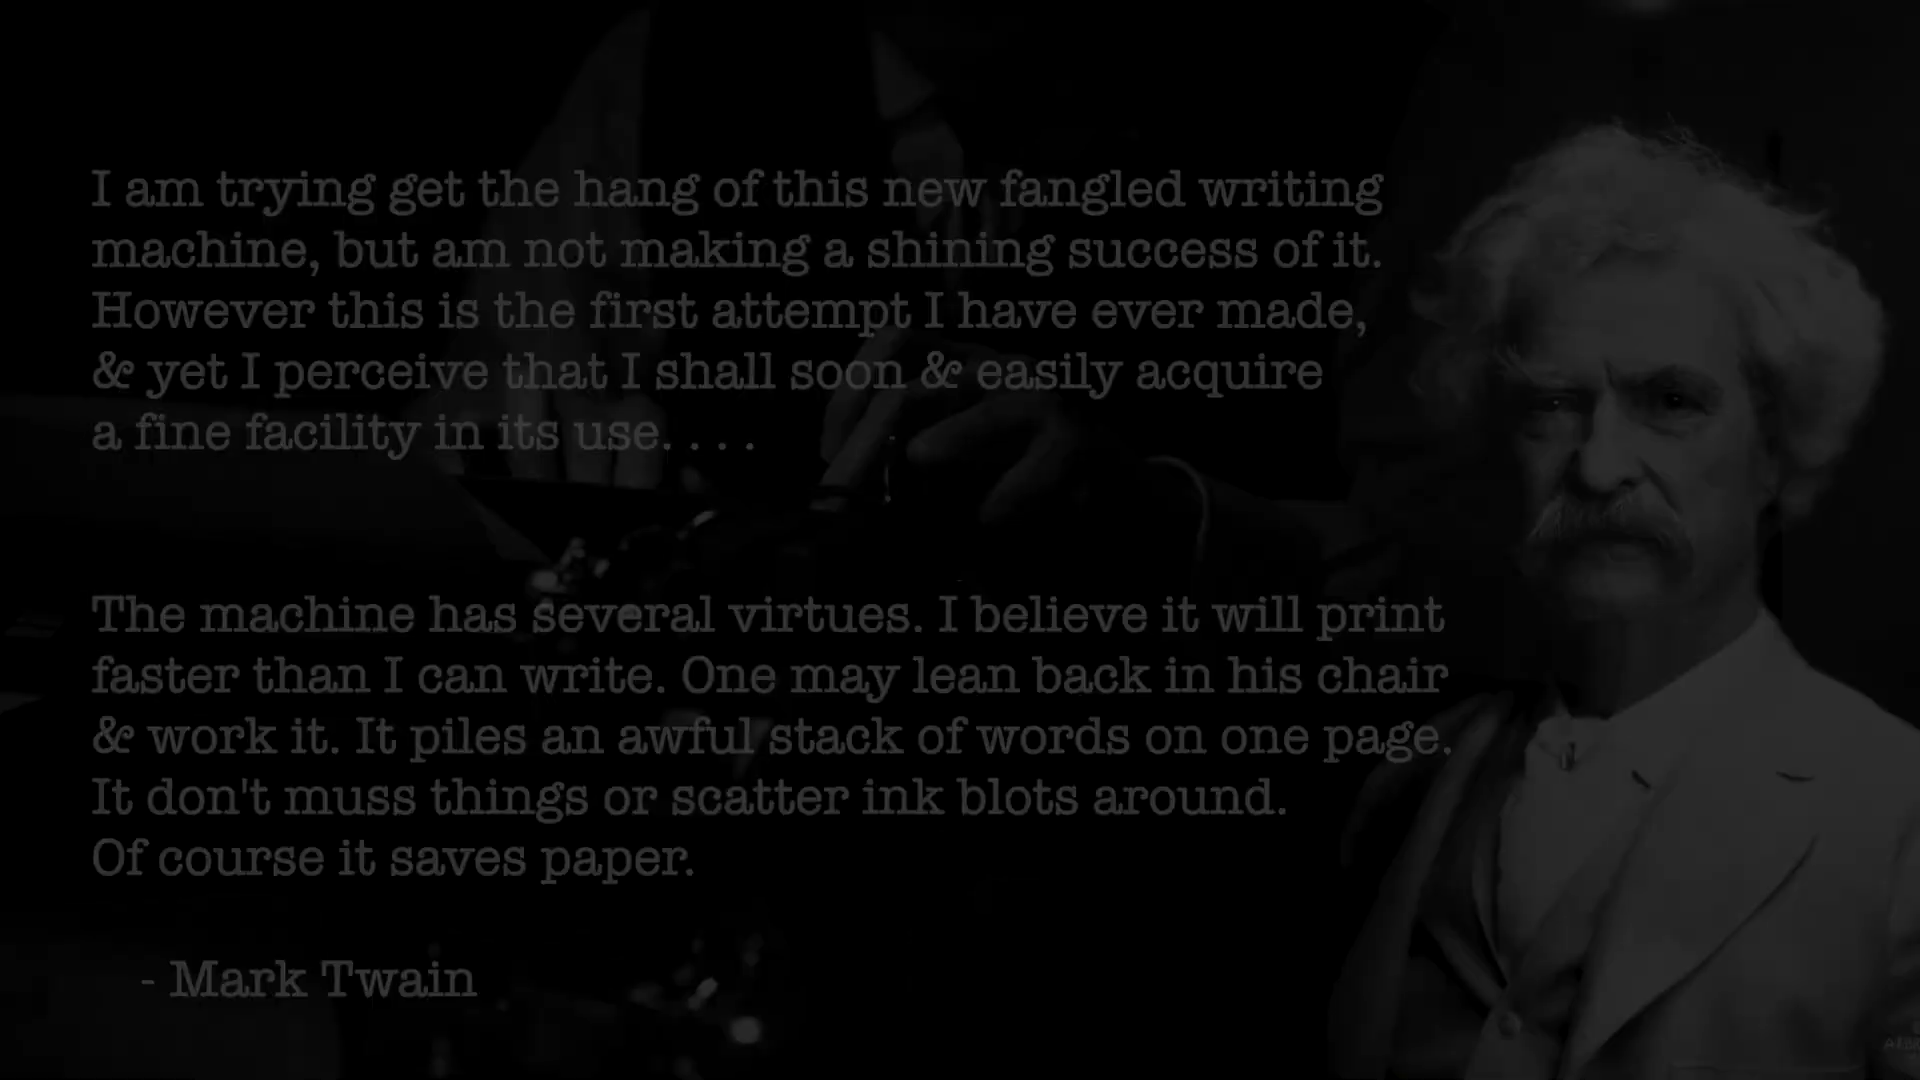 I am trying get the hang of this new fangled writing
machine, but am not making a shining success of it.
However this is the first attempt I have ever made,
& yet I perceive that I shall soon & easily acquire
a fine facility in its use. . . .
The machine has several virtues. I believe it will print
faster than I can write. One may lean back in his chair
& work it. It piles an awful stack of words on one page.
It don't muss things or scatter ink blots around.
Of course it saves paper.
- Mark Twain